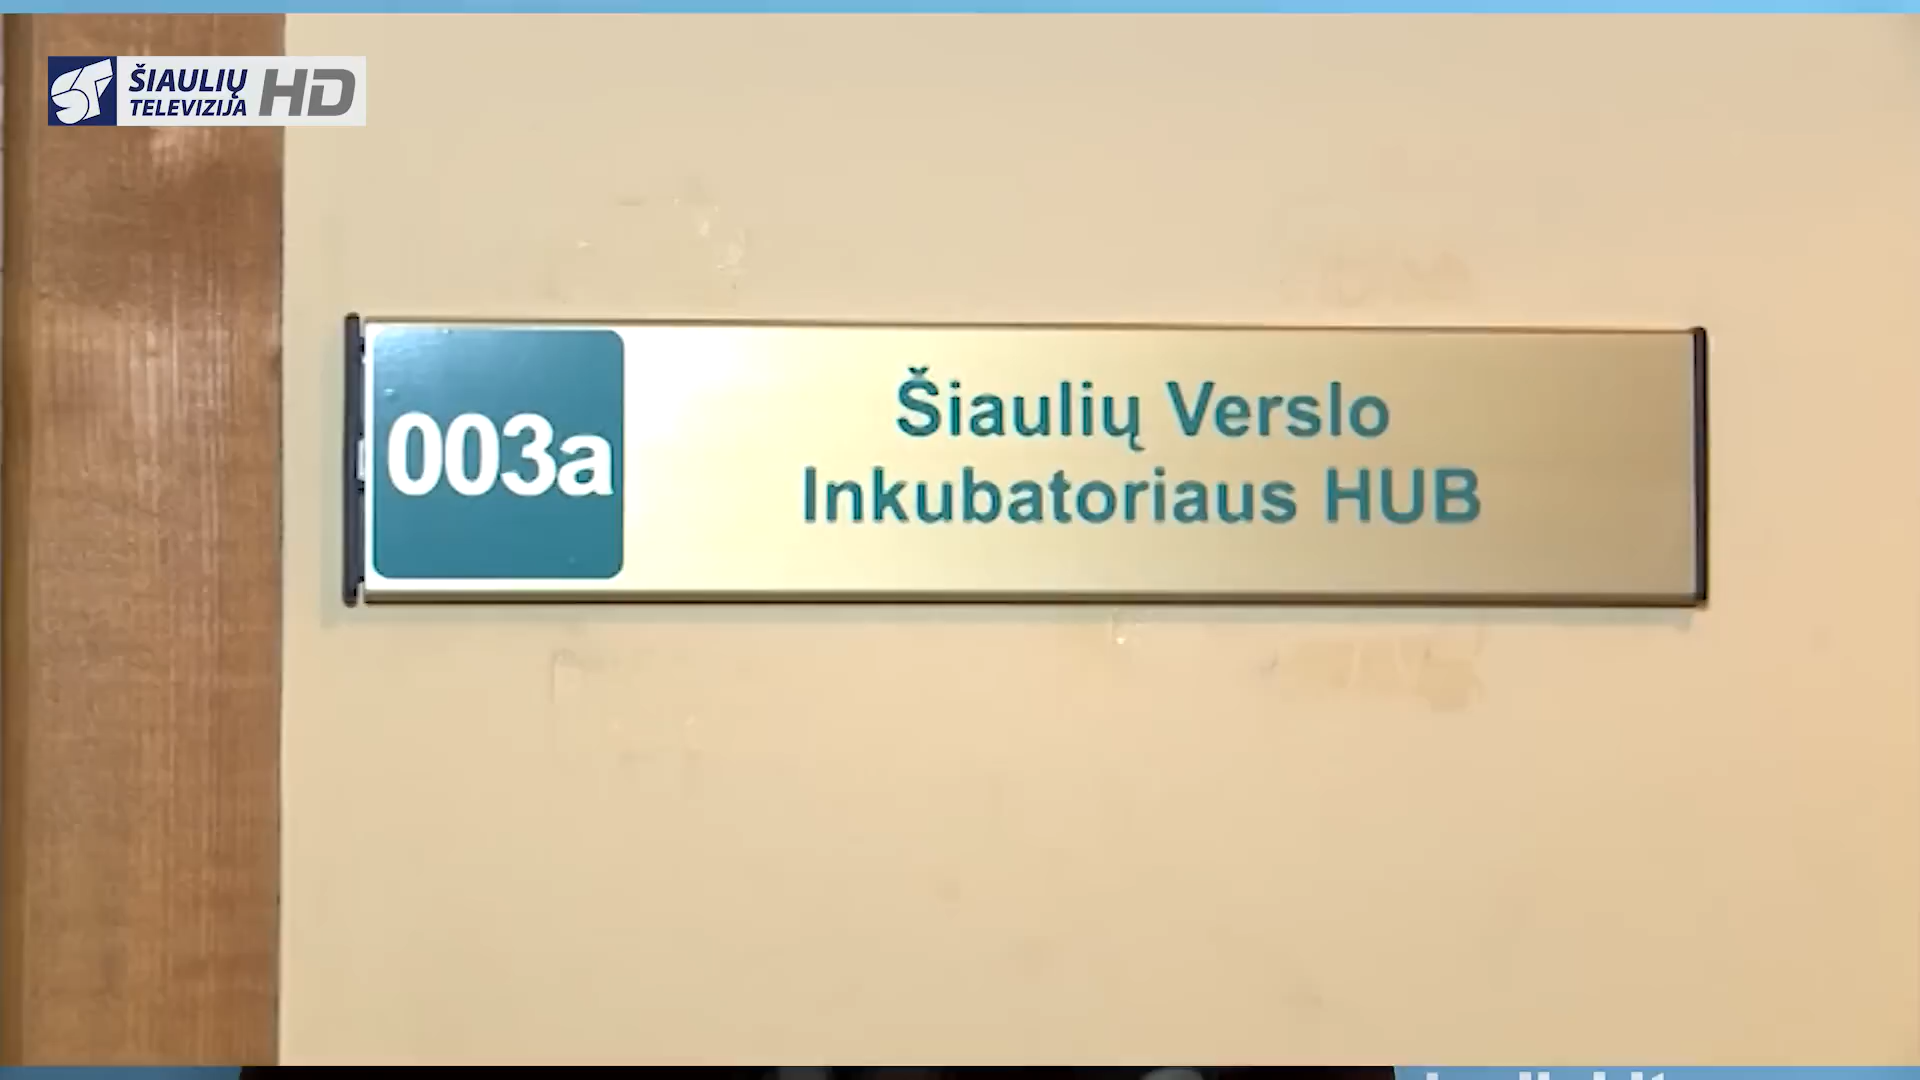 ŠIAULIŲ
TELEVIZIJA HD
003a
Šiaulių Verslo
Inkubatoriaus HUB